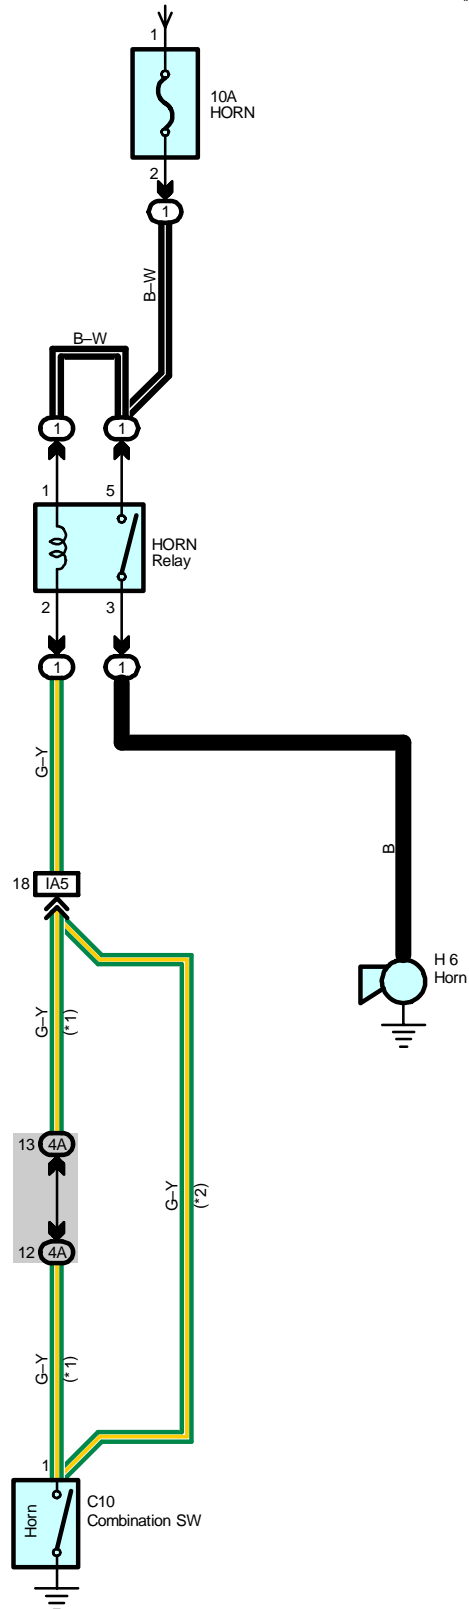 1
10A
HORN
2
1
B–W
B–W
1
1
1
5
HORN
Relay
2
3
1
1
G–Y
18
IA5
B
H 6
Horn
G–Y
(*1)
13
4A
G–Y
(*2)
12
4A
G–Y
(*1)
1
Horn
C10
Combination SW